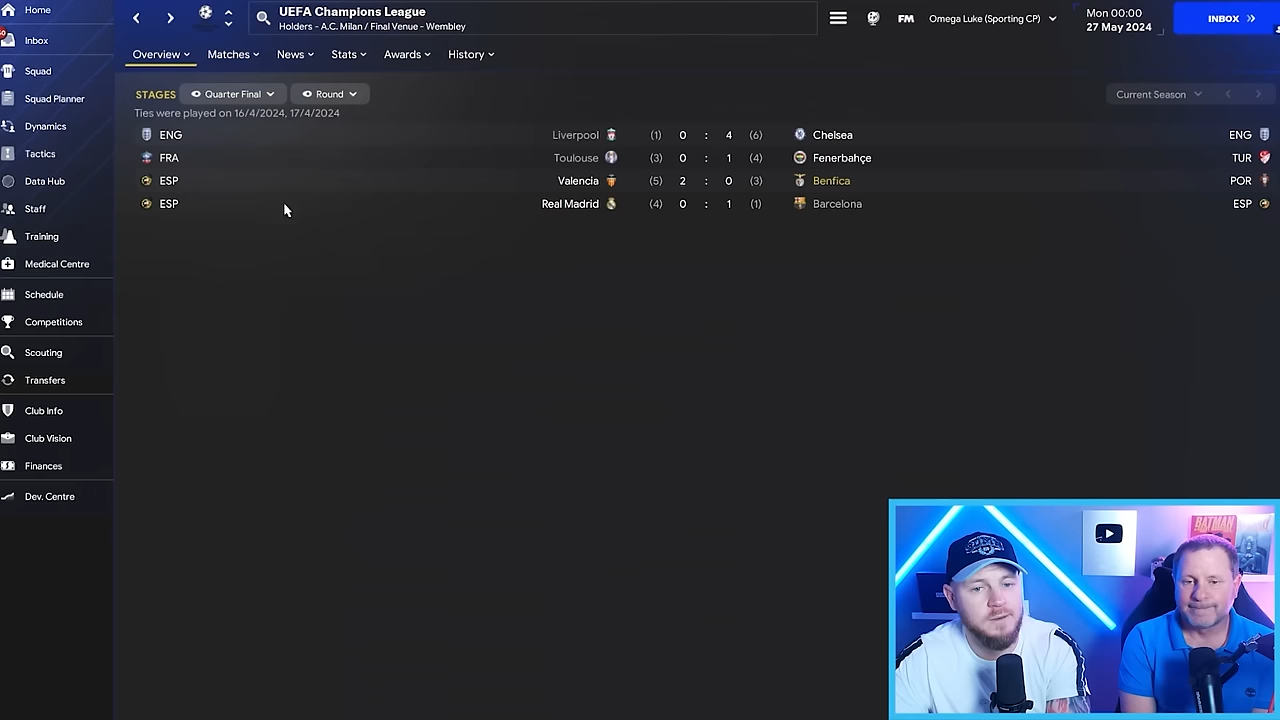 Home
Inbox
Squad
Squad Planner
Dynamics
Tactics
Data Hub
Staff
Training
Medical Centre
Schedule
Competitions
Scouting
Transfers
Club Info
Club Vision
Finances
Dev. Centre
UEFA Champions League
Holders - A.C. Milan / Final Venue - Wembley
FM
Omega Luke (Sporting CP)
Mon 00:00
27 May 2024
INBOX
Overview Matches News Stats Awards History
STAGES Quarter Final Round Current Season
Ties were played on 16/4/2024, 17/4/2024
ENG Liverpool (1) 0 : 4 (6) Chelsea ENG
FRA Toulouse (3) 0 : 1 (4) Fenerbahçe TUR
ESP Valencia (5) 2 : 0 (3) Benfica POR
ESP Real Madrid (4) 0 : 1 (1) Barcelona ESP
BATMAN